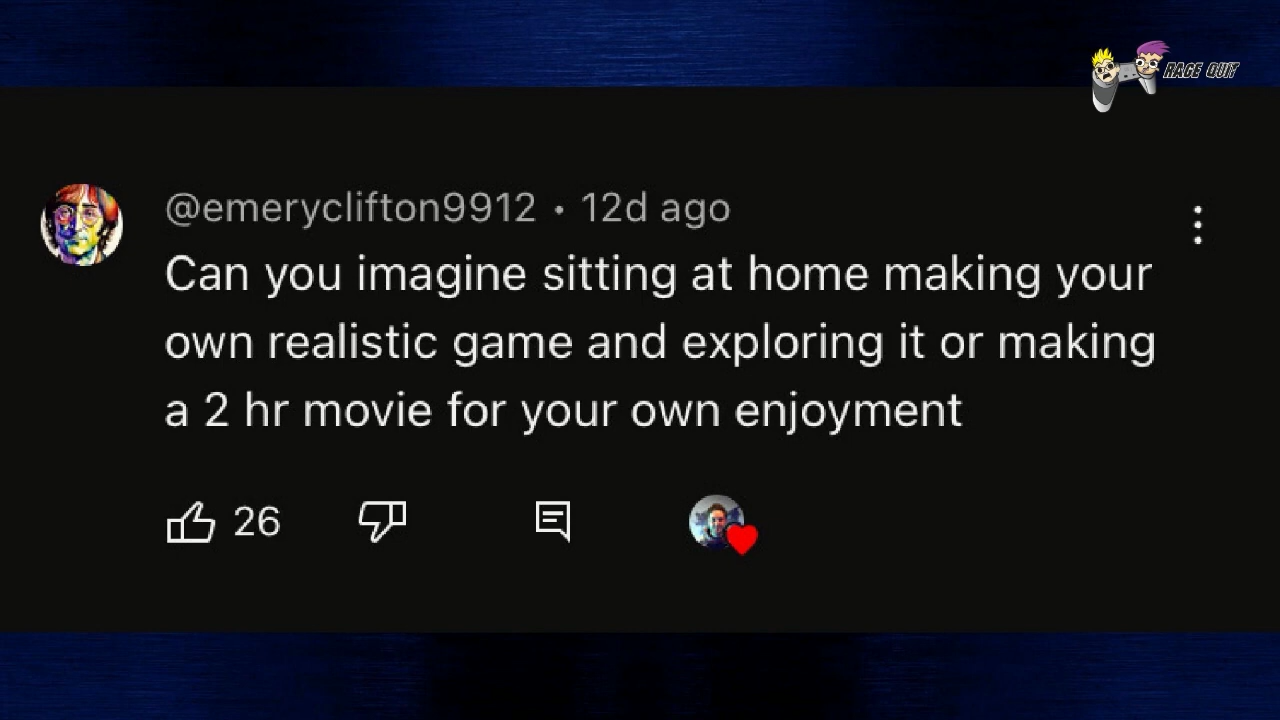 RAGE QUIT
@emeryclifton9912 · 12d ago
Can you imagine sitting at home making your
own realistic game and exploring it or making
a 2 hr movie for your own enjoyment
26